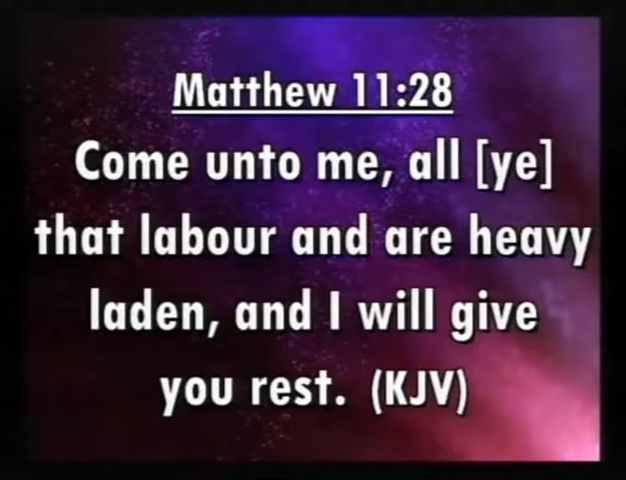 Matthew 11:28
Come unto me, all [ye]
that labour and are heavy
laden, and I will give
you rest. (KJV)